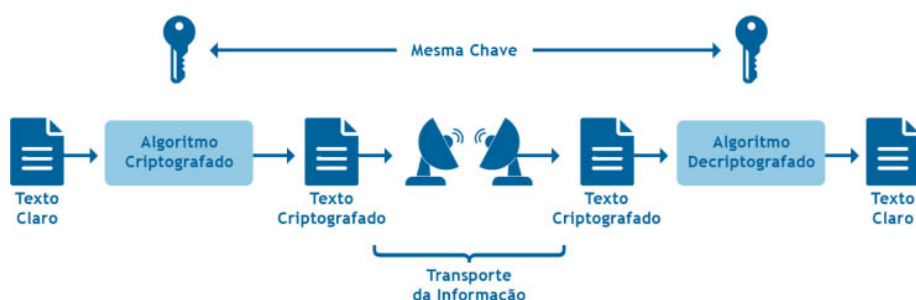 Mesma Chave
Algoritmo
Criptografado
Algoritmo
Decriptografado
Texto
Claro
Texto
Criptografado
Texto
Criptografado
Texto
Claro
Transporte
da Informação